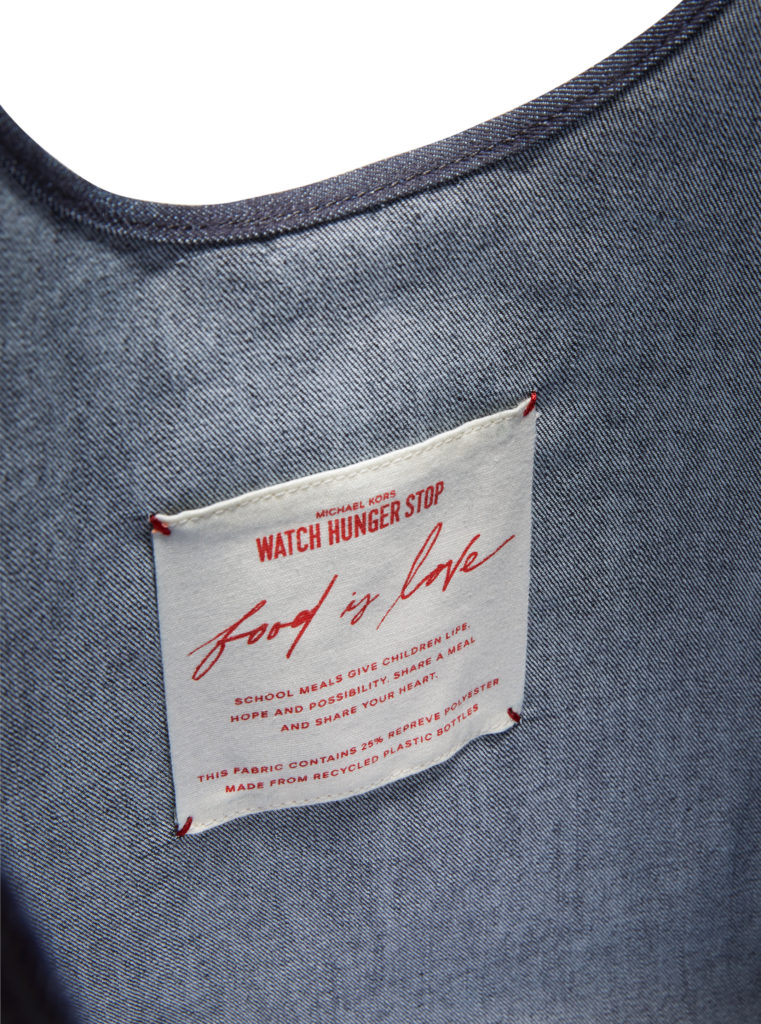 MICHAEL KORS
WATCH HUNGER STOP
food is love
SCHOOL MEALS GIVE CHILDREN LIFE,
HOPE AND POSSIBILITY. SHARE A MEAL
AND SHARE YOUR HEART.
THIS FABRIC CONTAINS 25% REPREVE POLYESTER
MADE FROM RECYCLED PLASTIC BOTTLES